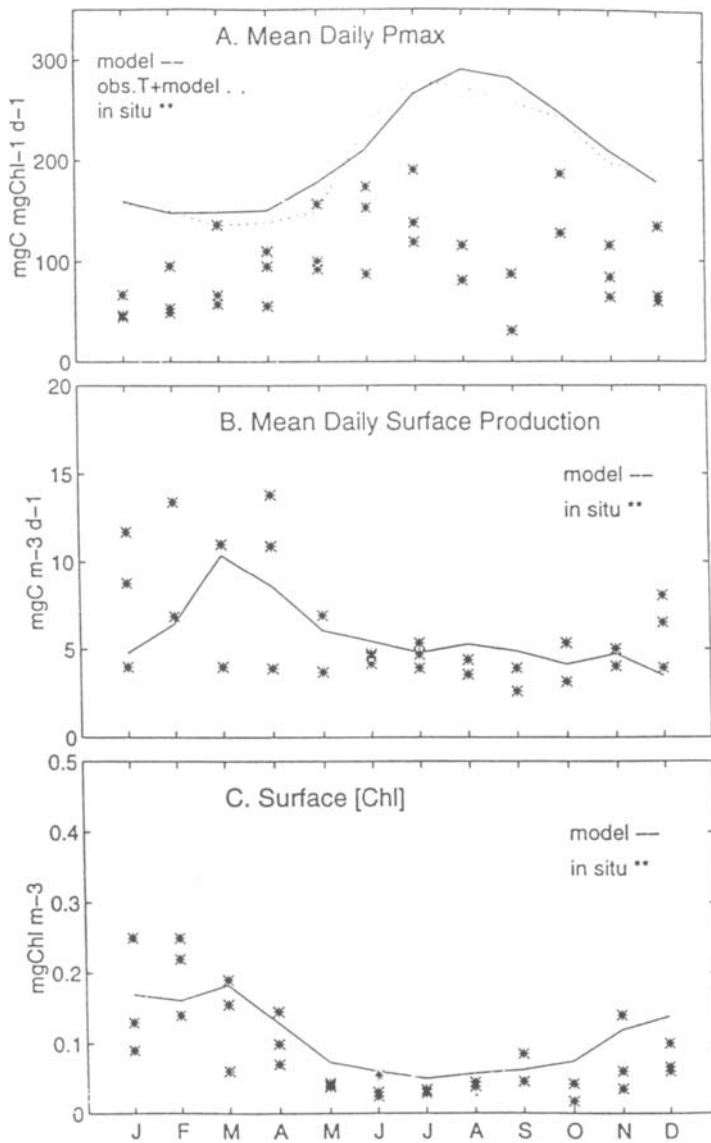 A. Mean Daily Pmax
model --
obs.T+model . .
in situ **
mgC mgChl-1 d-1
300
200
100
0
B. Mean Daily Surface Production
model —
in situ **
mgC m-3 d-1
20
15
10
5
0
C. Surface [Chl]
model —
in situ **
mgChl m-3
0.5
0.4
0.3
0.2
0.1
0
J F M A M J J A S O N D